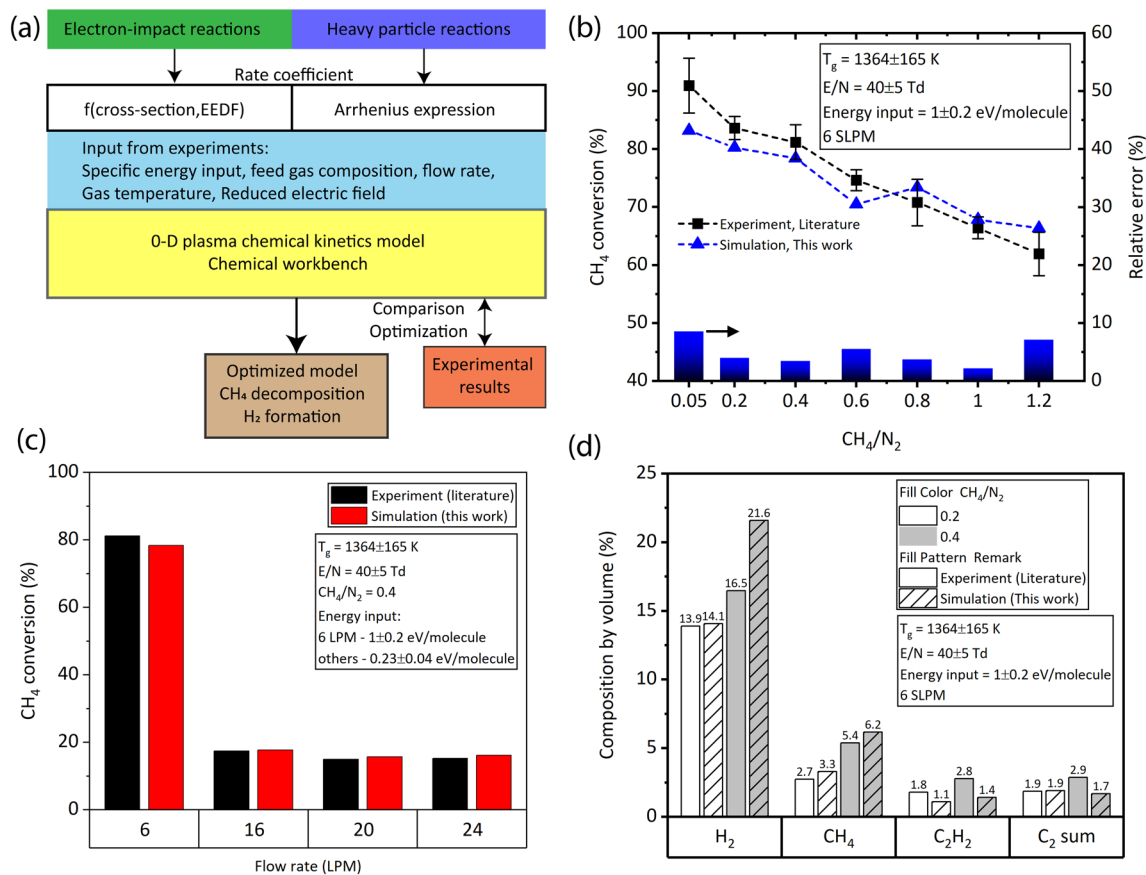 (a)
Electron-impact reactions
Heavy particle reactions
Rate coefficient
f(cross-section,EEDF)
Arrhenius expression
Input from experiments:
Specific energy input, feed gas composition, flow rate,
Gas temperature, Reduced electric field
0-D plasma chemical kinetics model
Chemical workbench
Comparison
Optimization
Optimized model
CH₄ decomposition
H₂ formation
Experimental
results
(b)
CH₄ conversion (%)
100
90
80
70
60
50
40
T_g = 1364±165 K
E/N = 40±5 Td
Energy input = 1±0.2 eV/molecule
6 SLPM
Experiment, Literature
Simulation, This work
60
50
40
30
20
10
0
Relative error (%)
0.05 0.2 0.4 0.6 0.8 1 1.2
CH₄/N₂
(c)
CH₄ conversion (%)
100
80
60
40
20
0
Experiment (literature)
Simulation (this work)
T_g = 1364±165 K
E/N = 40±5 Td
CH₄/N₂ = 0.4
Energy input:
6 LPM - 1±0.2 eV/molecule
others - 0.23±0.04 eV/molecule
6 16 20 24
Flow rate (LPM)
(d)
Composition by volume (%)
25
20
15
10
5
0
Fill Color CH₄/N₂
0.2
0.4
Fill Pattern Remark
Experiment (Literature)
Simulation (This work)
T_g = 1364±165 K
E/N = 40±5 Td
Energy input = 1±0.2 eV/molecule
6 SLPM
13.9 14.1 16.5 21.6
2.7 3.3 5.4 6.2
1.8 1.1 2.8 1.4
1.9 1.9 2.9 1.7
H₂ CH₄ C₂H₂ C₂ sum